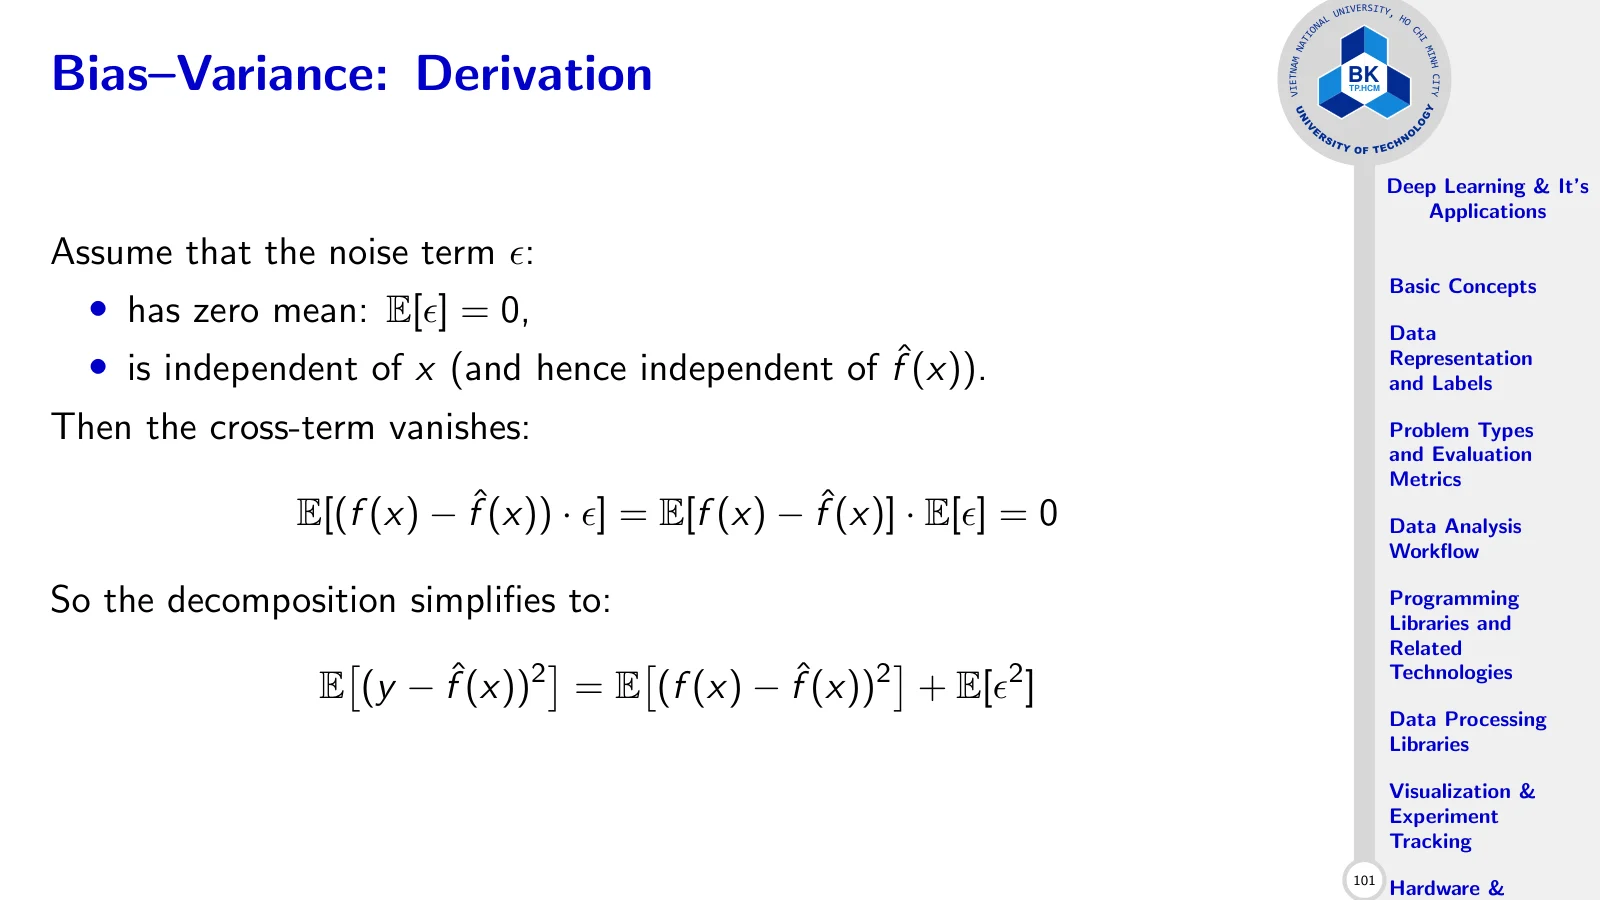 Bias–Variance: Derivation
Assume that the noise term ϵ:
• has zero mean: 𝔼[ϵ] = 0,
• is independent of x (and hence independent of f̂(x)).
Then the cross-term vanishes:
𝔼[(f(x) − f̂(x)) · ϵ] = 𝔼[f(x) − f̂(x)] · 𝔼[ϵ] = 0
So the decomposition simplifies to:
𝔼[(y − f̂(x))²] = 𝔼[(f(x) − f̂(x))²] + 𝔼[ϵ²]
VIETNAM NATIONAL UNIVERSITY, HO CHI MINH CITY
BK
TP.HCM
UNIVERSITY OF TECHNOLOGY
Deep Learning & It's
Applications
Basic Concepts
Data
Representation
and Labels
Problem Types
and Evaluation
Metrics
Data Analysis
Workflow
Programming
Libraries and
Related
Technologies
Data Processing
Libraries
Visualization &
Experiment
Tracking
Hardware &
101